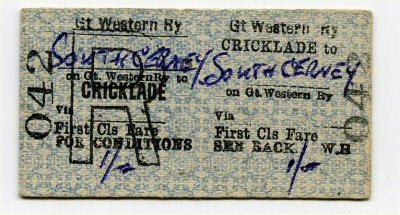 Gt Western Ry
SOUTH CERNEY
on Gt. Western Ry to
CRICKLADE
Via
First Cls Fare
FOR CONDITIONS
1/-
R
042
Gt Western Ry
CRICKLADE to
SOUTH CERNEY
on Gt. Western Ry
Via
First Cls Fare
SEE BACK. W.H
1/-
042